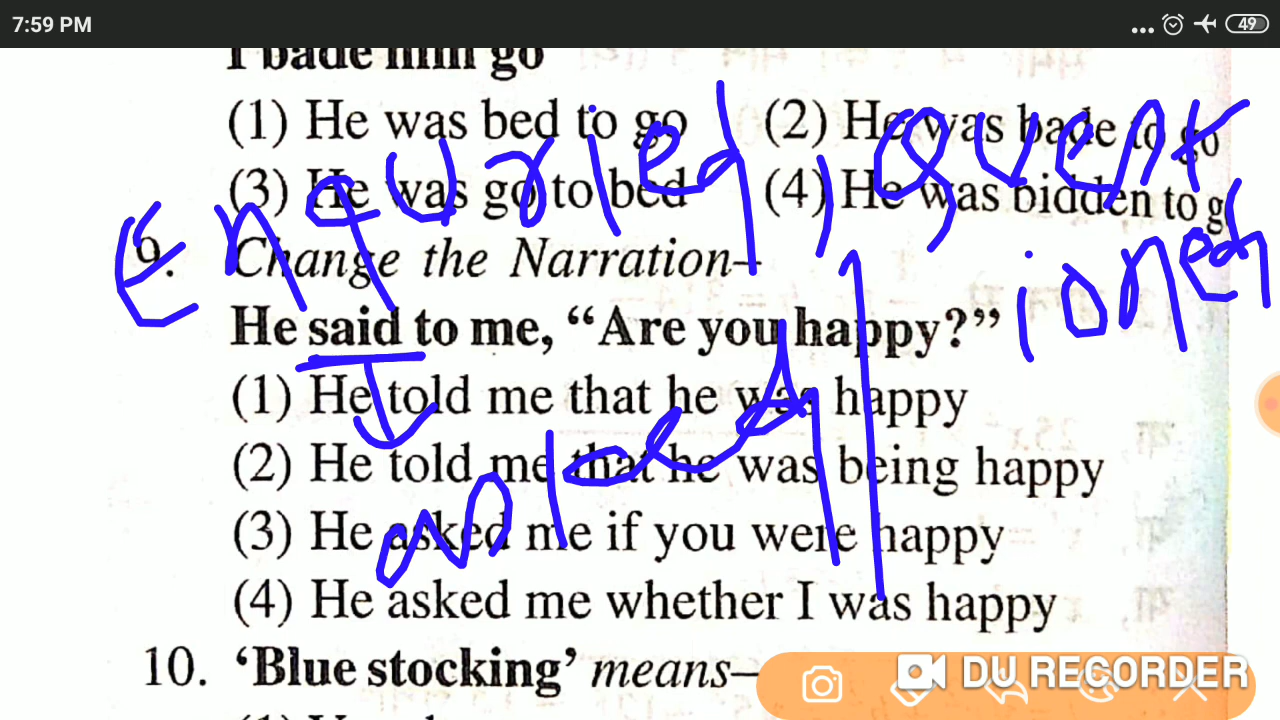 7:59 PM
... 49
I bade him go
(1) He was bed to go (2) He was bade to go
(3) He was go to bed (4) He was bidden to g
Enquried, quent
ioned
9. Change the Narration–
He said to me, “Are you happy?”
(1) He told me that he was happy
(2) He told me that he was being happy
(3) He asked me if you were happy
(4) He asked me whether I was happy
10. ‘Blue stocking’ means–
DU RECORDER